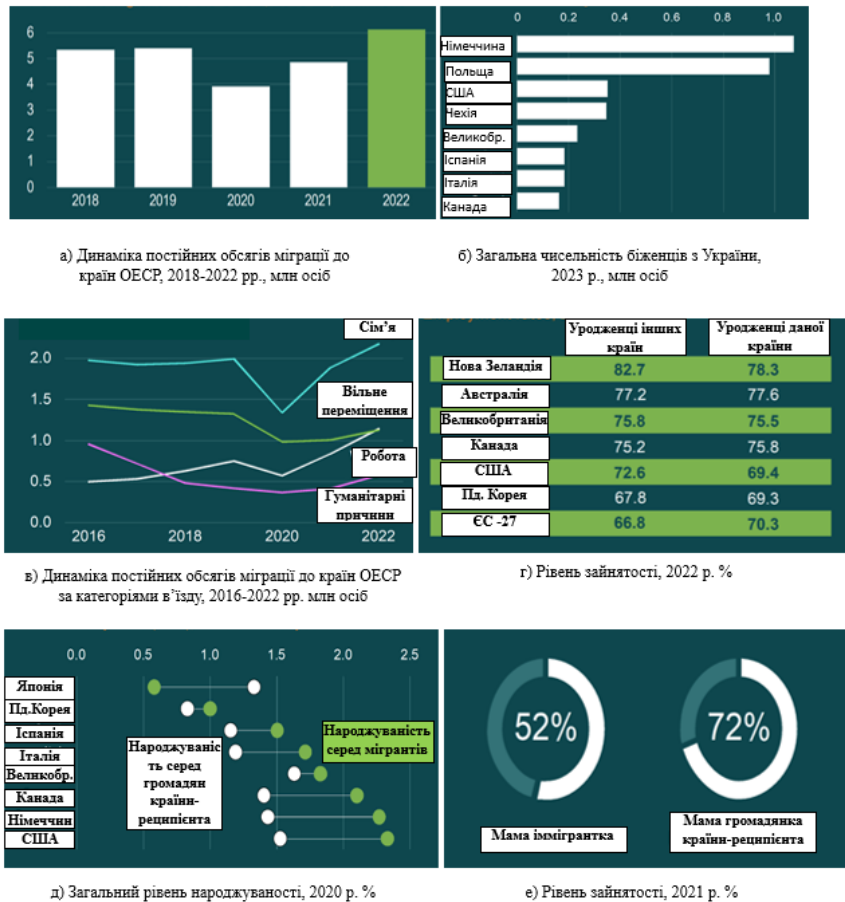 6
5
4
3
2
1
0
2018 2019 2020 2021 2022
0 0.2 0.4 0.6 0.8 1.0
Німеччина
Польща
США
Чехія
Великобр.
Іспанія
Італія
Канада
а) Динаміка постійних обсягів міграції до
країн ОЕСР, 2018-2022 рр., млн осіб
б) Загальна чисельність біженців з України,
2023 р., млн осіб
2.0
1.5
1.0
0.5
0.0
2016 2018 2020 2022
Сім’я
Вільне
переміщення
Робота
Гуманітарні
причини
Уродженці інших
країн
Уродженці даної
країни
Нова Зеландія 82.7 78.3
Австралія 77.2 77.6
Великобританія 75.8 75.5
Канада 75.2 75.8
США 72.6 69.4
Пд. Корея 67.8 69.3
ЄС -27 66.8 70.3
в) Динаміка постійних обсягів міграції до країн ОЕСР
за категоріями в’їзду, 2016-2022 рр. млн осіб
г) Рівень зайнятості, 2022 р. %
0.0 0.5 1.0 1.5 2.0 2.5
Японія
Пд.Корея
Іспанія
Італія
Великобр.
Канада
Німеччин
США
Народжуваніс
ть серед
громадян
країни-
реципієнта
Народжуваність
серед мігрантів
52%
Мама іммігрантка
72%
Мама громадянка
країни-реципієнта
д) Загальний рівень народжуваності, 2020 р. %
е) Рівень зайнятості, 2021 р. %